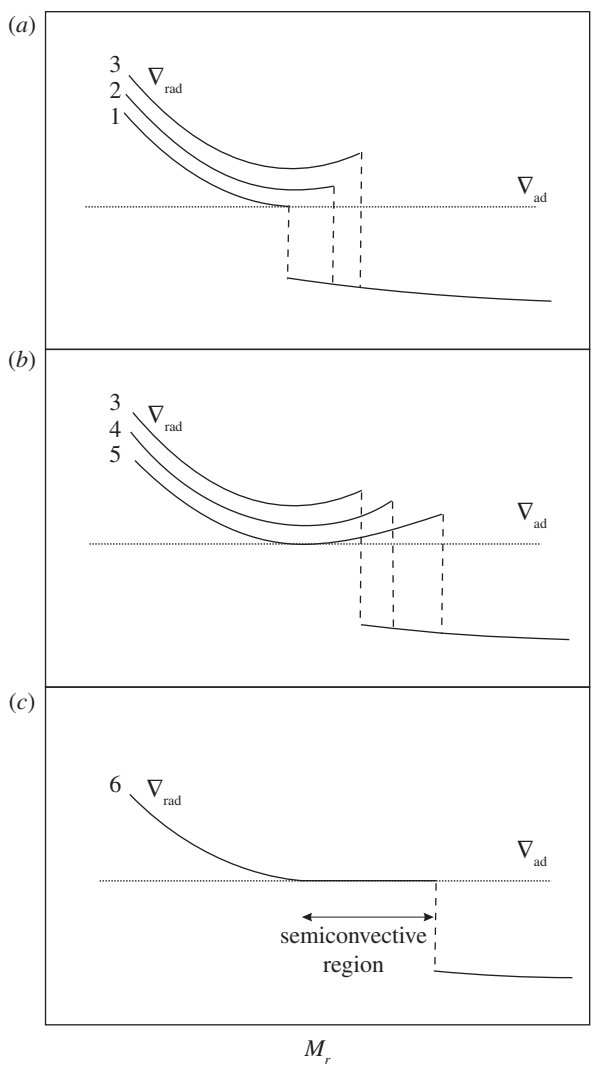 (a)
3
∇rad
2
1
∇ad
(b)
3
∇rad
4
5
∇ad
(c)
6
∇rad
∇ad
semiconvective
region
Mr